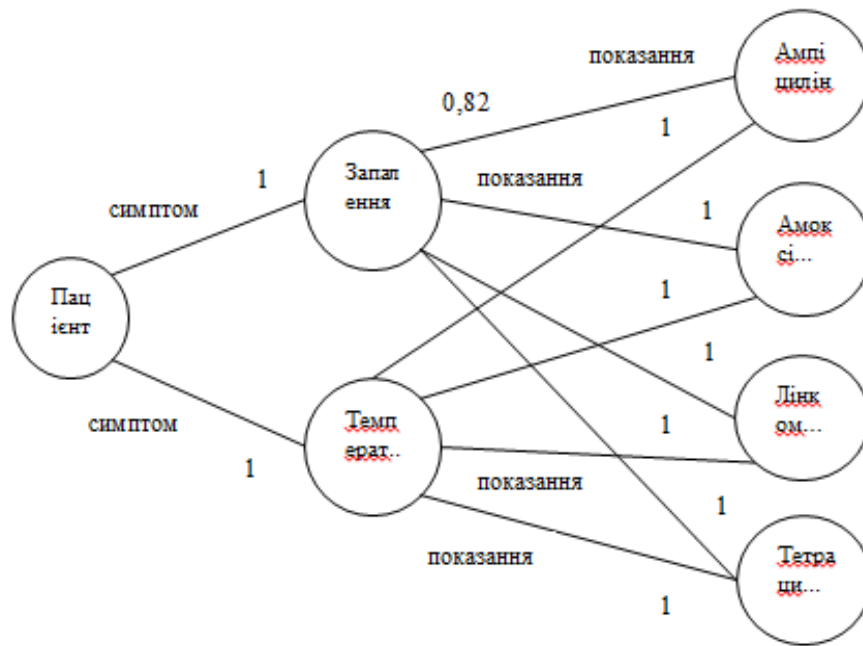 показання
Ампі
цилін
0,82
1
Запал
ення
показання
1
симптом
1
Амок
сі...
Пац
ієнт
1
1
Лінк
ом...
симптом
Темп
ерат..
1
1
показання
1
показання
Тетра
ци...
1